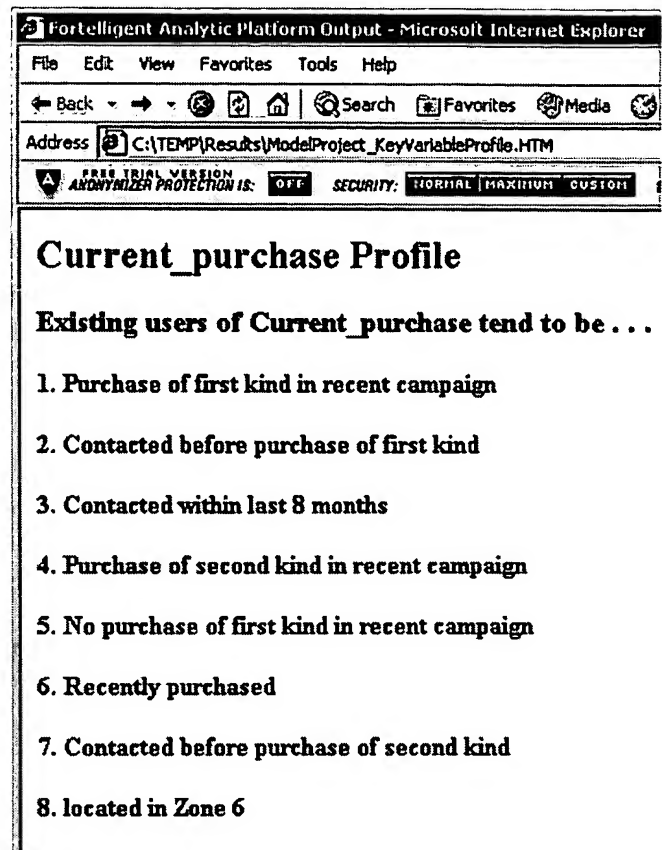 Fortelligent Analytic Platform Output - Microsoft Internet Explorer
File Edit View Favorites Tools Help
Back Search Favorites Media
Address C:\TEMP\Results\ModelProject_KeyVariableProfile.HTM
FREE TRIAL VERSION
ANONYMIZER PROTECTION IS: OFF SECURITY: NORMAL MAXIMUM CUSTOM
Current_purchase Profile
Existing users of Current_purchase tend to be . . .
1. Purchase of first kind in recent campaign
2. Contacted before purchase of first kind
3. Contacted within last 8 months
4. Purchase of second kind in recent campaign
5. No purchase of first kind in recent campaign
6. Recently purchased
7. Contacted before purchase of second kind
8. located in Zone 6